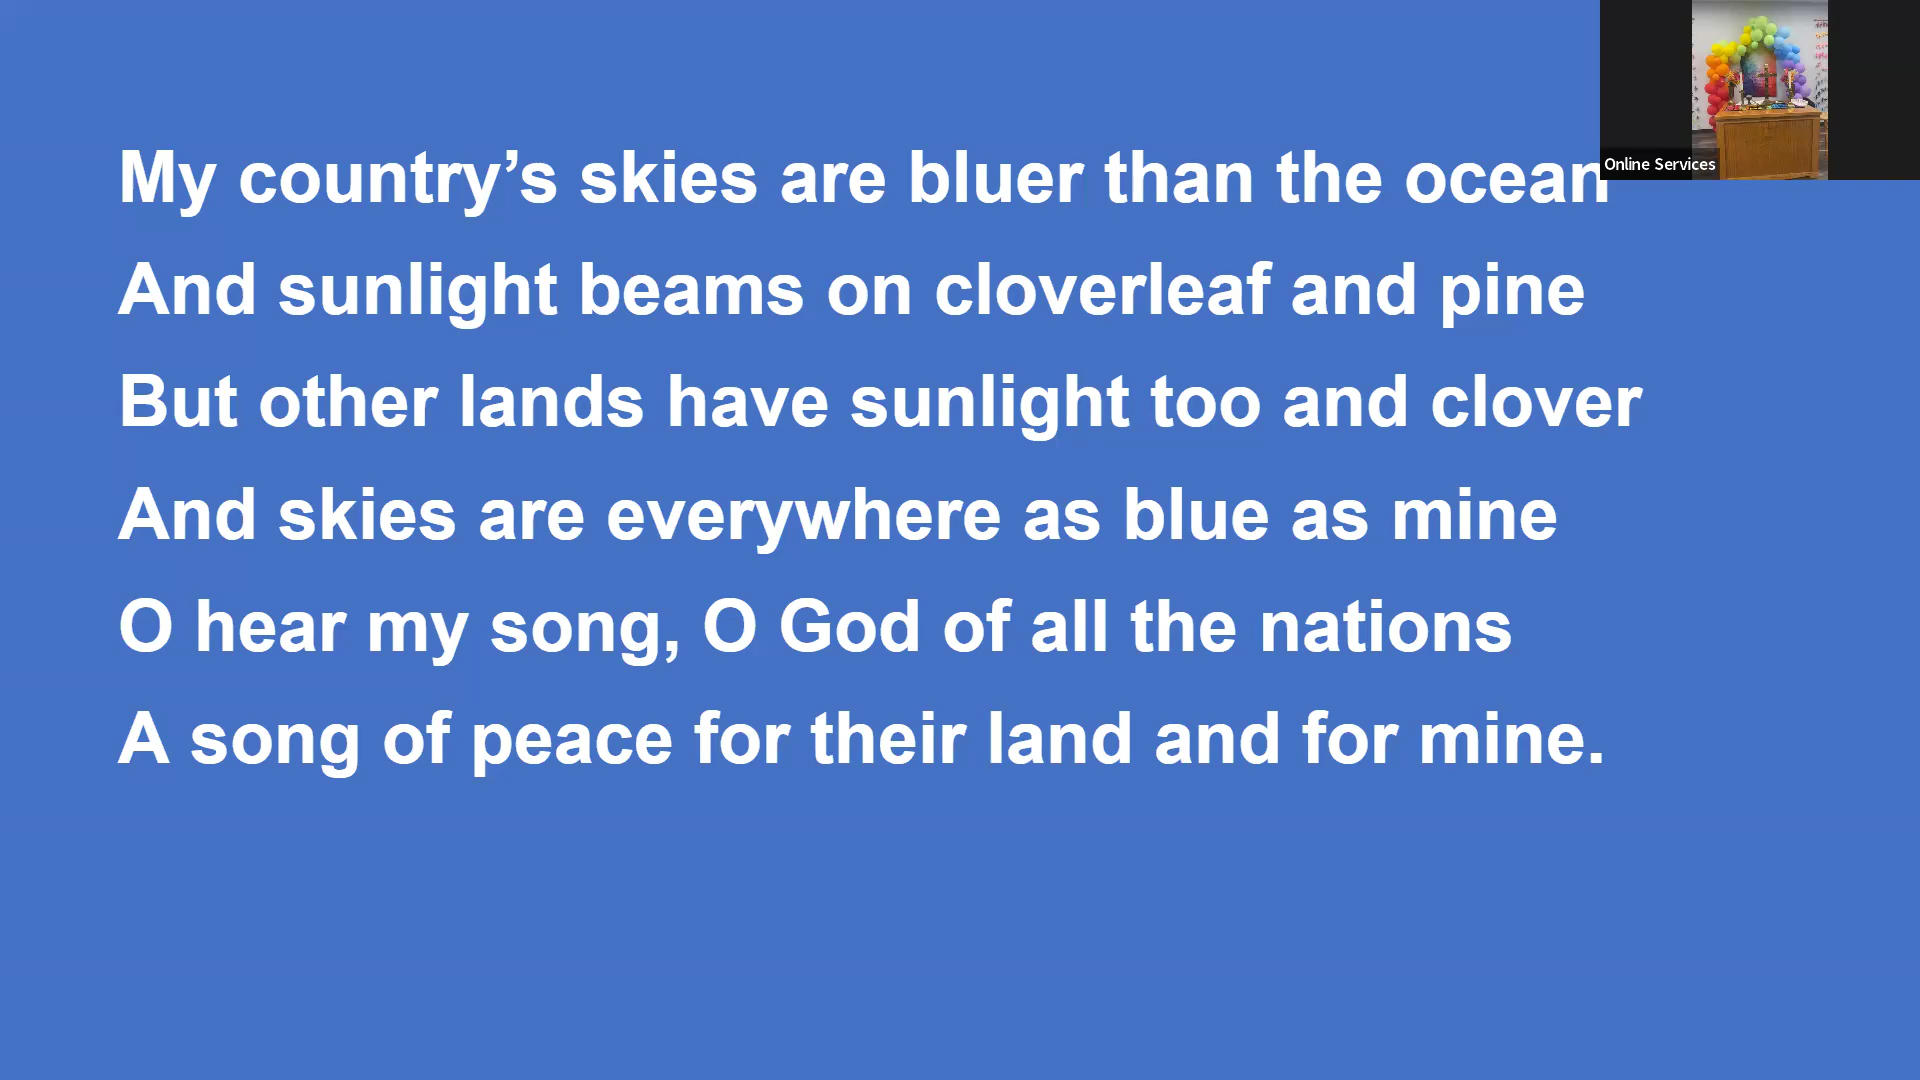 My country’s skies are bluer than the ocean
And sunlight beams on cloverleaf and pine
But other lands have sunlight too and clover
And skies are everywhere as blue as mine
O hear my song, O God of all the nations
A song of peace for their land and for mine.
Online Services